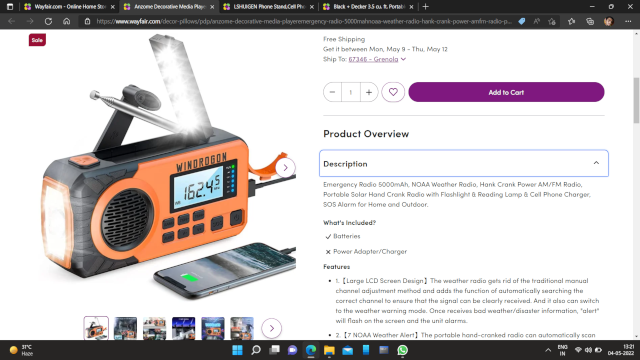 Wayfair.com - Online Home Stor
Anzome Decorative Media Playe
LSHUIGEN Phone Stand,Cell Pho
Black + Decker 3.5 cu. ft. Portab
https://www.wayfair.com/decor-pillows/pdp/anzome-decorative-media-playeremergency-radio-5000mahnoaa-weather-radio-hank-crank-power-amfm-radio-p...
Sale
WINDROGON
162.45
Free Shipping
Get it between Mon, May 9 - Thu, May 12
Ship To: 67346 - Grenola
1
Add to Cart
Product Overview
Description
Emergency Radio 5000mAh, NOAA Weather Radio, Hank Crank Power AM/FM Radio,
Portable Solar Hand Crank Radio with Flashlight & Reading Lamp & Cell Phone Charger,
SOS Alarm for Home and Outdoor.
What's Included?
Batteries
Power Adapter/Charger
Features
1.【Large LCD Screen Design】The weather radio gets rid of the traditional manual
channel adjustment method and adds the function of automatically searching the
correct channel to ensure that the signal can be clearly received. And it also can switch
to the weather warning mode. Once receives bad weather/disaster information, "alert"
will flash on the screen and the unit alarms.
2.【7 NOAA Weather Alert】The portable hand-cranked radio can automatically scan
31°C
Haze
ENG
IN
13:21
04-05-2022